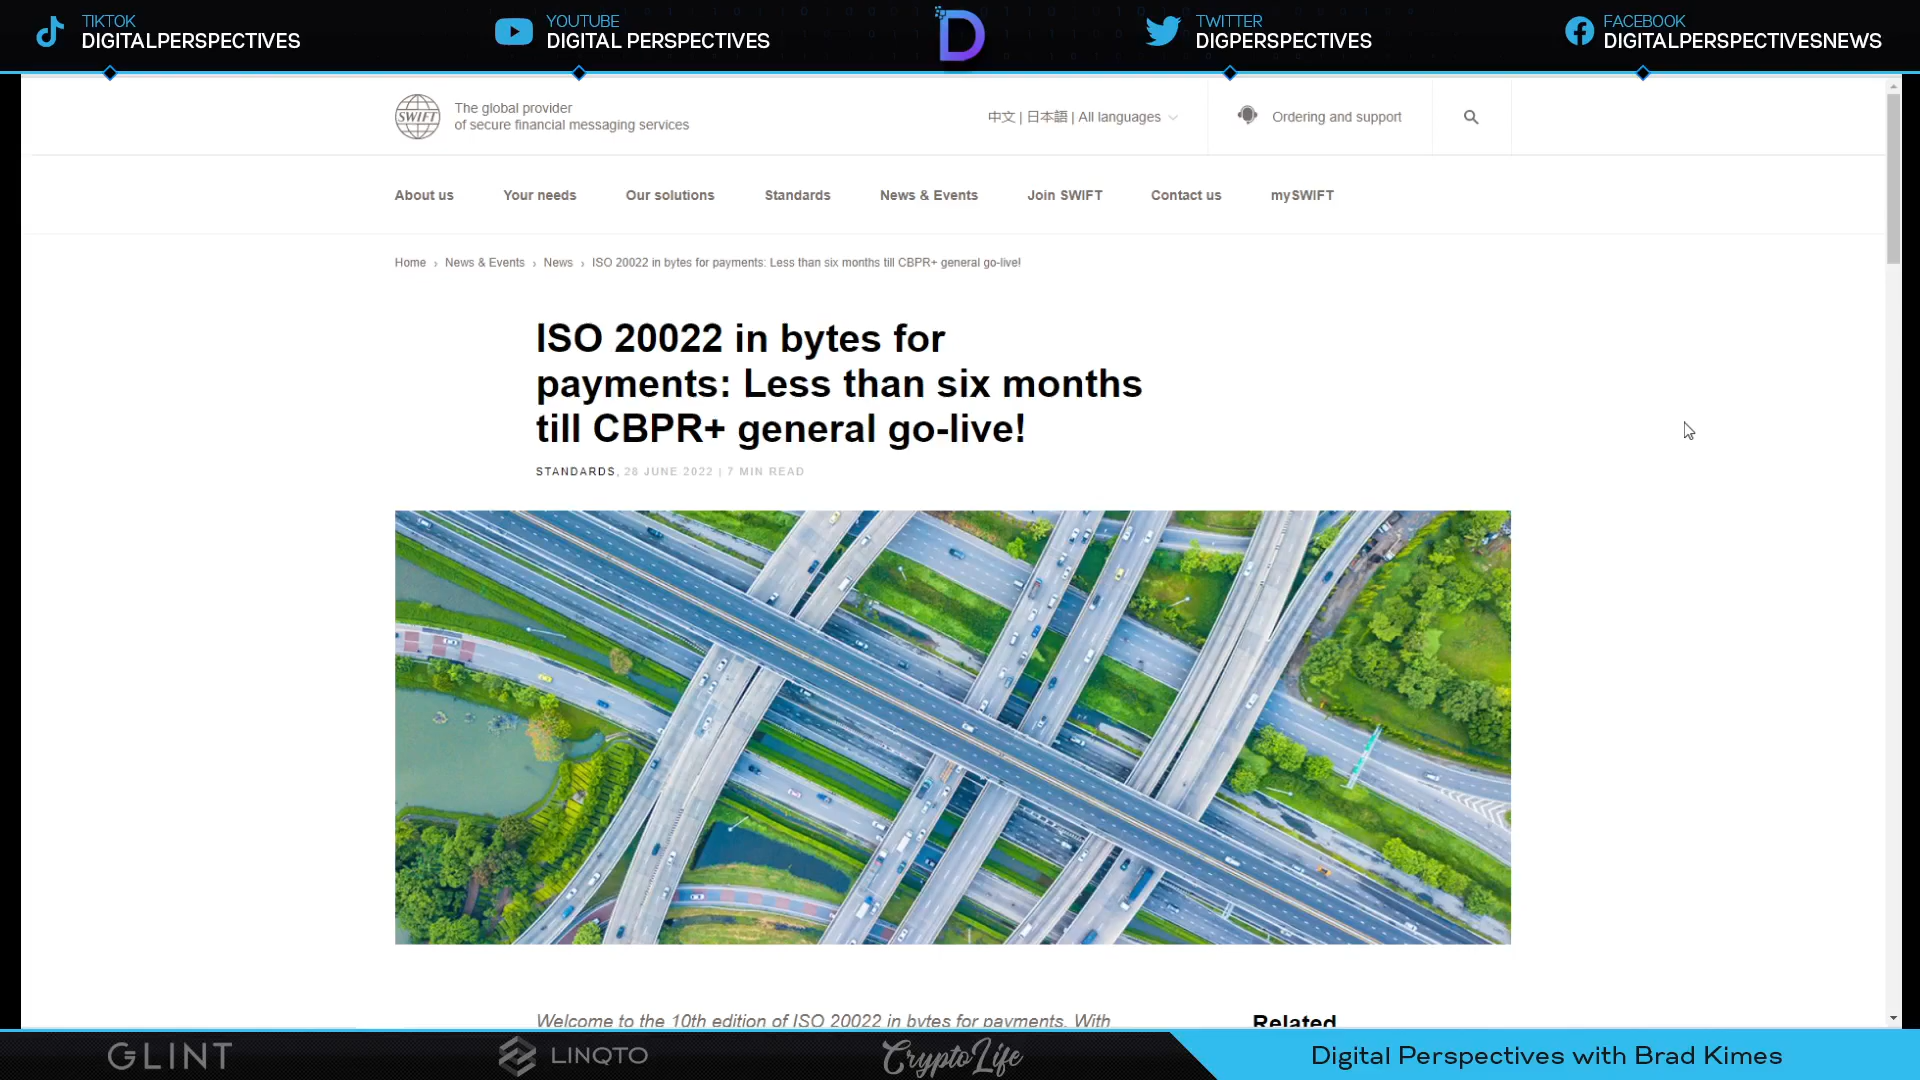 TIKTOK
DIGITALPERSPECTIVES
YOUTUBE
DIGITAL PERSPECTIVES
D
TWITTER
DIGPERSPECTIVES
FACEBOOK
DIGITALPERSPECTIVESNEWS
SWIFT
The global provider
of secure financial messaging services
中文 | 日本語 | All languages
Ordering and support
About us
Your needs
Our solutions
Standards
News & Events
Join SWIFT
Contact us
mySWIFT
Home › News & Events › News › ISO 20022 in bytes for payments: Less than six months till CBPR+ general go-live!
ISO 20022 in bytes for
payments: Less than six months
till CBPR+ general go-live!
STANDARDS, 28 JUNE 2022 | 7 MIN READ
Welcome to the 10th edition of ISO 20022 in bytes for payments. With
Related
GLINT
LINQTO
CryptoLife
Digital Perspectives with Brad Kimes